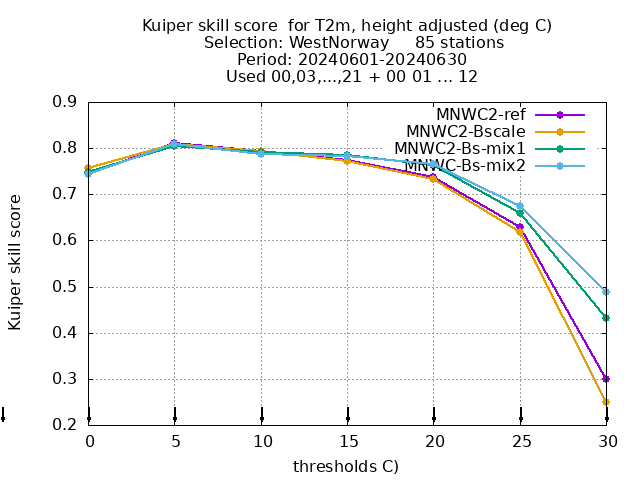 Kuiper skill score  for T2m, height adjusted (deg C)
Selection: WestNorway     85 stations
Period: 20240601-20240630
Used 00,03,...,21 + 00 01 ... 12
MNWC2-ref
MNWC2-Bscale
MNWC2-Bs-mix1
MNWC-Bs-mix2
Kuiper skill score
0.9
0.8
0.7
0.6
0.5
0.4
0.3
0.2
0 5 10 15 20 25 30
thresholds C)